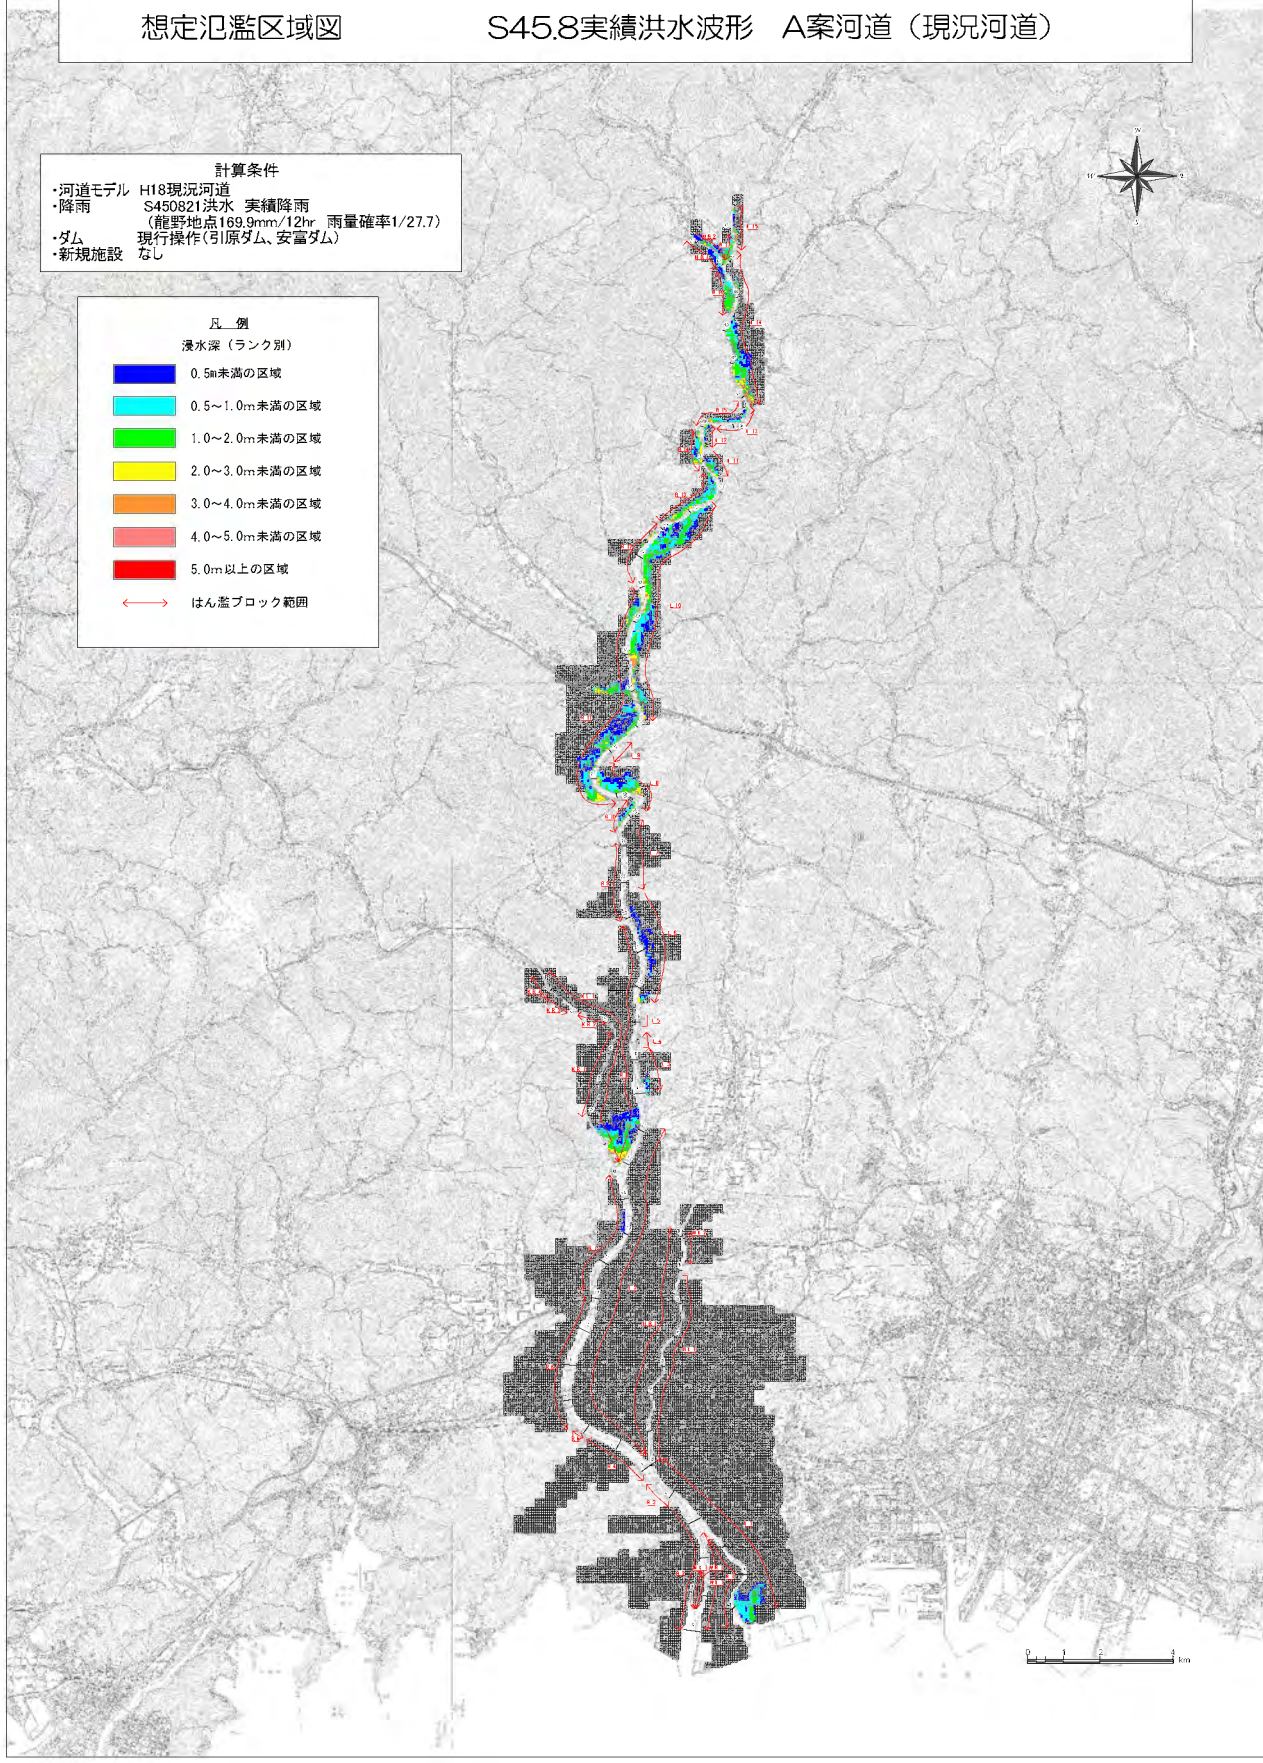 想定氾濫区域図 S45.8実績洪水波形 A案河道（現況河道）
計算条件
・河道モデル H18現況河道
・降雨 S450821洪水 実績降雨
（龍野地点169.9mm/12hr 雨量確率1/27.7）
・ダム 現行操作（引原ダム、安富ダム）
・新規施設 なし
凡 例
浸水深（ランク別）
0.5m未満の区域
0.5～1.0m未満の区域
1.0～2.0m未満の区域
2.0～3.0m未満の区域
3.0～4.0m未満の区域
4.0～5.0m未満の区域
5.0m以上の区域
はん濫ブロック範囲
0 1 2 4 km